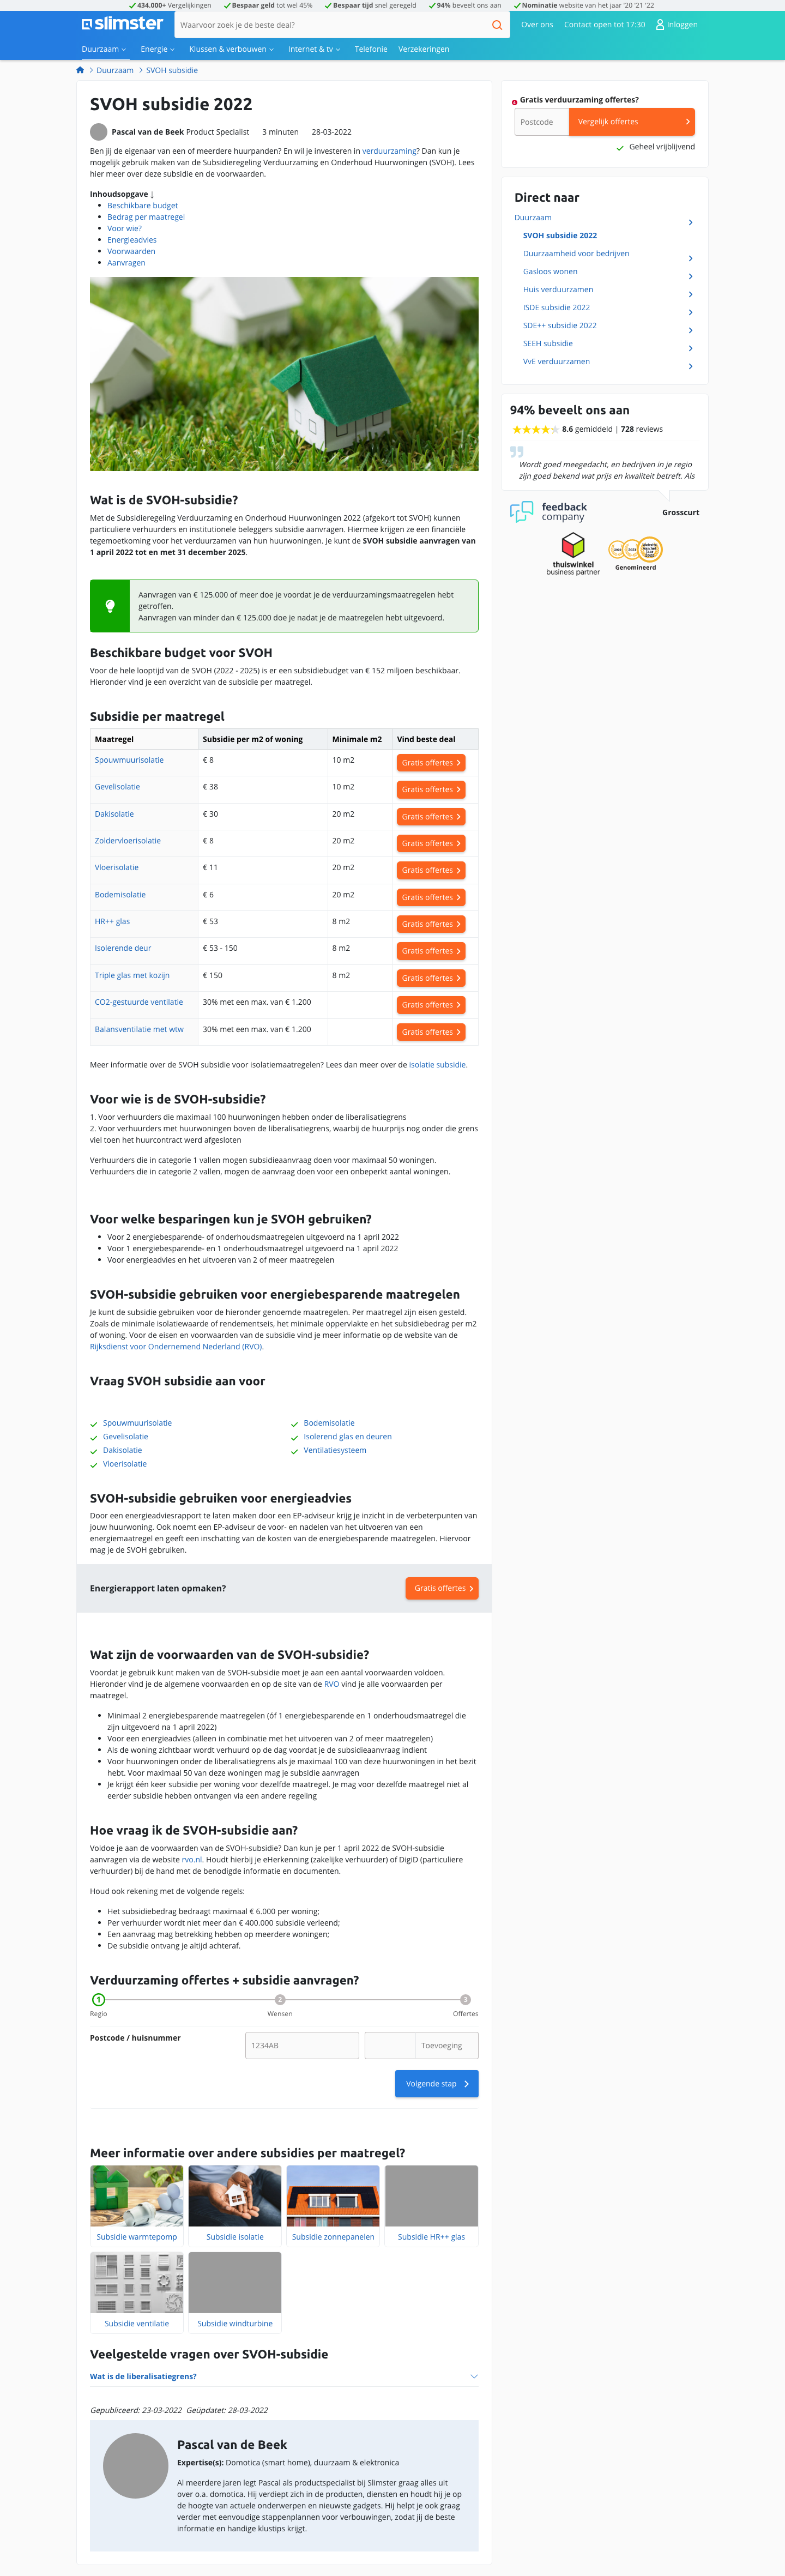 434.000+ Vergelijkingen
Bespaar geld tot wel 45%
Bespaar tijd snel geregeld
94% beveelt ons aan
Nominatie website van het jaar '20 '21 '22
slimster
Waarvoor zoek je de beste deal?
Over ons
Contact open tot 17:30
Inloggen
Duurzaam
Energie
Klussen & verbouwen
Internet & tv
Telefonie
Verzekeringen
Duurzaam
SVOH subsidie
SVOH subsidie 2022
Pascal van de Beek Product Specialist
3 minuten
28-03-2022
Ben jij de eigenaar van een of meerdere huurpanden? En wil je investeren in verduurzaming? Dan kun je
mogelijk gebruik maken van de Subsidieregeling Verduurzaming en Onderhoud Huurwoningen (SVOH). Lees
hier meer over deze subsidie en de voorwaarden.
Inhoudsopgave ↓
Beschikbare budget
Bedrag per maatregel
Voor wie?
Energieadvies
Voorwaarden
Aanvragen
Wat is de SVOH-subsidie?
Met de Subsidieregeling Verduurzaming en Onderhoud Huurwoningen 2022 (afgekort tot SVOH) kunnen
particuliere verhuurders en institutionele beleggers subsidie aanvragen. Hiermee krijgen ze een financiële
tegemoetkoming voor het verduurzamen van hun huurwoningen. Je kunt de SVOH subsidie aanvragen van
1 april 2022 tot en met 31 december 2025.
Aanvragen van € 125.000 of meer doe je voordat je de verduurzamingsmaatregelen hebt
getroffen.
Aanvragen van minder dan € 125.000 doe je nadat je de maatregelen hebt uitgevoerd.
Beschikbare budget voor SVOH
Voor de hele looptijd van de SVOH (2022 - 2025) is er een subsidiebudget van € 152 miljoen beschikbaar.
Hieronder vind je een overzicht van de subsidie per maatregel.
Subsidie per maatregel
Maatregel Subsidie per m2 of woning Minimale m2 Vind beste deal
Spouwmuurisolatie € 8 10 m2 Gratis offertes
Gevelisolatie € 38 10 m2 Gratis offertes
Dakisolatie € 30 20 m2 Gratis offertes
Zoldervloerisolatie € 8 20 m2 Gratis offertes
Vloerisolatie € 11 20 m2 Gratis offertes
Bodemisolatie € 6 20 m2 Gratis offertes
HR++ glas € 53 8 m2 Gratis offertes
Isolerende deur € 53 - 150 8 m2 Gratis offertes
Triple glas met kozijn € 150 8 m2 Gratis offertes
CO2-gestuurde ventilatie 30% met een max. van € 1.200 Gratis offertes
Balansventilatie met wtw 30% met een max. van € 1.200 Gratis offertes
Meer informatie over de SVOH subsidie voor isolatiemaatregelen? Lees dan meer over de isolatie subsidie.
Voor wie is de SVOH-subsidie?
1. Voor verhuurders die maximaal 100 huurwoningen hebben onder de liberalisatiegrens
2. Voor verhuurders met huurwoningen boven de liberalisatiegrens, waarbij de huurprijs nog onder die grens
viel toen het huurcontract werd afgesloten
Verhuurders die in categorie 1 vallen mogen subsidieaanvraag doen voor maximaal 50 woningen.
Verhuurders die in categorie 2 vallen, mogen de aanvraag doen voor een onbeperkt aantal woningen.
Voor welke besparingen kun je SVOH gebruiken?
Voor 2 energiebesparende- of onderhoudsmaatregelen uitgevoerd na 1 april 2022
Voor 1 energiebesparende- en 1 onderhoudsmaatregel uitgevoerd na 1 april 2022
Voor energieadvies en het uitvoeren van 2 of meer maatregelen
SVOH-subsidie gebruiken voor energiebesparende maatregelen
Je kunt de subsidie gebruiken voor de hieronder genoemde maatregelen. Per maatregel zijn eisen gesteld.
Zoals de minimale isolatiewaarde of rendementseis, het minimale oppervlakte en het subsidiebedrag per m2
of woning. Voor de eisen en voorwaarden van de subsidie vind je meer informatie op de website van de
Rijksdienst voor Ondernemend Nederland (RVO).
Vraag SVOH subsidie aan voor
Spouwmuurisolatie
Gevelisolatie
Dakisolatie
Vloerisolatie
Bodemisolatie
Isolerend glas en deuren
Ventilatiesysteem
SVOH-subsidie gebruiken voor energieadvies
Door een energieadviesrapport te laten maken door een EP-adviseur krijg je inzicht in de verbeterpunten van
jouw huurwoning. Ook noemt een EP-adviseur de voor- en nadelen van het uitvoeren van een
energiemaatregel en geeft een inschatting van de kosten van de energiebesparende maatregelen. Hiervoor
mag je de SVOH gebruiken.
Energierapport laten opmaken?
Gratis offertes
Wat zijn de voorwaarden van de SVOH-subsidie?
Voordat je gebruik kunt maken van de SVOH-subsidie moet je aan een aantal voorwaarden voldoen.
Hieronder vind je de algemene voorwaarden en op de site van de RVO vind je alle voorwaarden per
maatregel.
Minimaal 2 energiebesparende maatregelen (óf 1 energiebesparende en 1 onderhoudsmaatregel die
zijn uitgevoerd na 1 april 2022)
Voor een energieadvies (alleen in combinatie met het uitvoeren van 2 of meer maatregelen)
Als de woning zichtbaar wordt verhuurd op de dag voordat je de subsidieaanvraag indient
Voor huurwoningen onder de liberalisatiegrens als je maximaal 100 van deze huurwoningen in het bezit
hebt. Voor maximaal 50 van deze woningen mag je subsidie aanvragen
Je krijgt één keer subsidie per woning voor dezelfde maatregel. Je mag voor dezelfde maatregel niet al
eerder subsidie hebben ontvangen via een andere regeling
Hoe vraag ik de SVOH-subsidie aan?
Voldoe je aan de voorwaarden van de SVOH-subsidie? Dan kun je per 1 april 2022 de SVOH-subsidie
aanvragen via de website rvo.nl. Houdt hierbij je eHerkenning (zakelijke verhuurder) of DigiD (particuliere
verhuurder) bij de hand met de benodigde informatie en documenten.
Houd ook rekening met de volgende regels:
Het subsidiebedrag bedraagt maximaal € 6.000 per woning;
Per verhuurder wordt niet meer dan € 400.000 subsidie verleend;
Een aanvraag mag betrekking hebben op meerdere woningen;
De subsidie ontvang je altijd achteraf.
Verduurzaming offertes + subsidie aanvragen?
1 2 3
Regio Wensen Offertes
Postcode / huisnummer
1234AB
Toevoeging
Volgende stap
Meer informatie over andere subsidies per maatregel?
Subsidie warmtepomp
Subsidie isolatie
Subsidie zonnepanelen
Subsidie HR++ glas
Subsidie ventilatie
Subsidie windturbine
Veelgestelde vragen over SVOH-subsidie
Wat is de liberalisatiegrens?
Gepubliceerd: 23-03-2022 Geüpdatet: 28-03-2022
Pascal van de Beek
Expertise(s): Domotica (smart home), duurzaam & elektronica
Al meerdere jaren legt Pascal als productspecialist bij Slimster graag alles uit
over o.a. domotica. Hij verdiept zich in de producten, diensten en houdt hij je op
de hoogte van actuele onderwerpen en nieuwste gadgets. Hij helpt je ook graag
verder met eenvoudige stappenplannen voor verbouwingen, zodat jij de beste
informatie en handige klustips krijgt.
Gratis verduurzaming offertes?
Postcode
Vergelijk offertes
Geheel vrijblijvend
Direct naar
Duurzaam
SVOH subsidie 2022
Duurzaamheid voor bedrijven
Gasloos wonen
Huis verduurzamen
ISDE subsidie 2022
SDE++ subsidie 2022
SEEH subsidie
VvE verduurzamen
94% beveelt ons aan
8.6 gemiddeld | 728 reviews
Wordt goed meegedacht, en bedrijven in je regio
zijn goed bekend wat prijs en kwaliteit betreft. Als
feedback
company
Grosscurt
thuiswinkel
business partner
Genomineerd